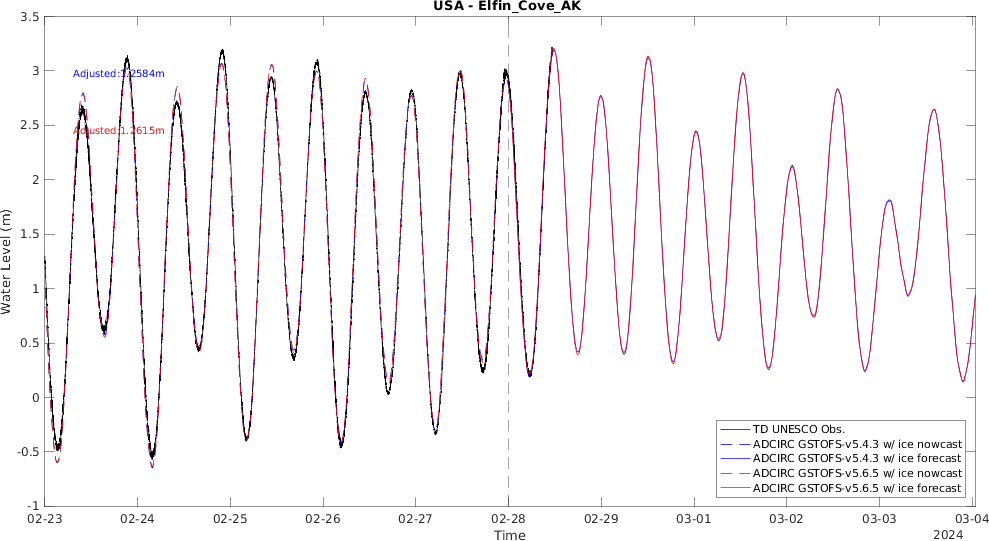 USA - Elfin_Cove_AK
3.5
3
2.5
2
1.5
1
0.5
0
-0.5
-1
Water Level (m)
Adjusted:1.2584m
Adjusted:1.2615m
TD UNESCO Obs.
ADCIRC GSTOFS-v5.4.3 w/ ice nowcast
ADCIRC GSTOFS-v5.4.3 w/ ice forecast
ADCIRC GSTOFS-v5.6.5 w/ ice nowcast
ADCIRC GSTOFS-v5.6.5 w/ ice forecast
02-23 02-24 02-25 02-26 02-27 02-28 02-29 03-01 03-02 03-03 03-04
Time
2024